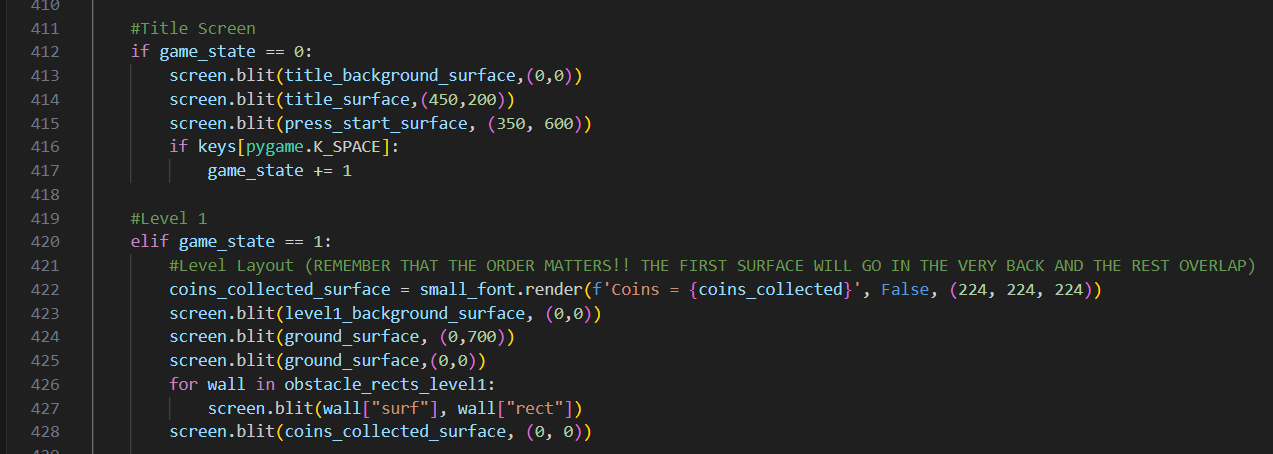 410
411 #Title Screen
412 if game_state == 0:
413 screen.blit(title_background_surface,(0,0))
414 screen.blit(title_surface,(450,200))
415 screen.blit(press_start_surface, (350, 600))
416 if keys[pygame.K_SPACE]:
417 game_state += 1
418
419 #Level 1
420 elif game_state == 1:
421 #Level Layout (REMEMBER THAT THE ORDER MATTERS!! THE FIRST SURFACE WILL GO IN THE VERY BACK AND THE REST OVERLAP)
422 coins_collected_surface = small_font.render(f'Coins = {coins_collected}', False, (224, 224, 224))
423 screen.blit(level1_background_surface, (0,0))
424 screen.blit(ground_surface, (0,700))
425 screen.blit(ground_surface,(0,0))
426 for wall in obstacle_rects_level1:
427 screen.blit(wall["surf"], wall["rect"])
428 screen.blit(coins_collected_surface, (0, 0))